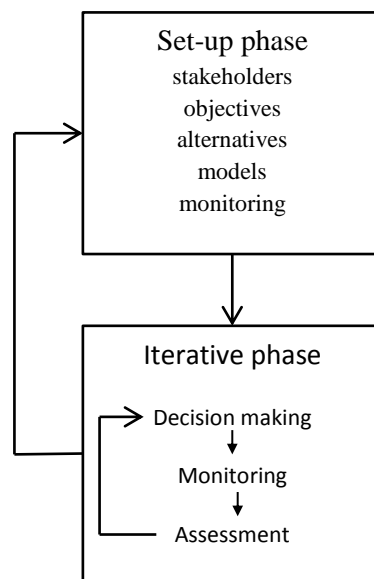 Set-up phase
stakeholders
objectives
alternatives
models
monitoring
Iterative phase
Decision making
Monitoring
Assessment